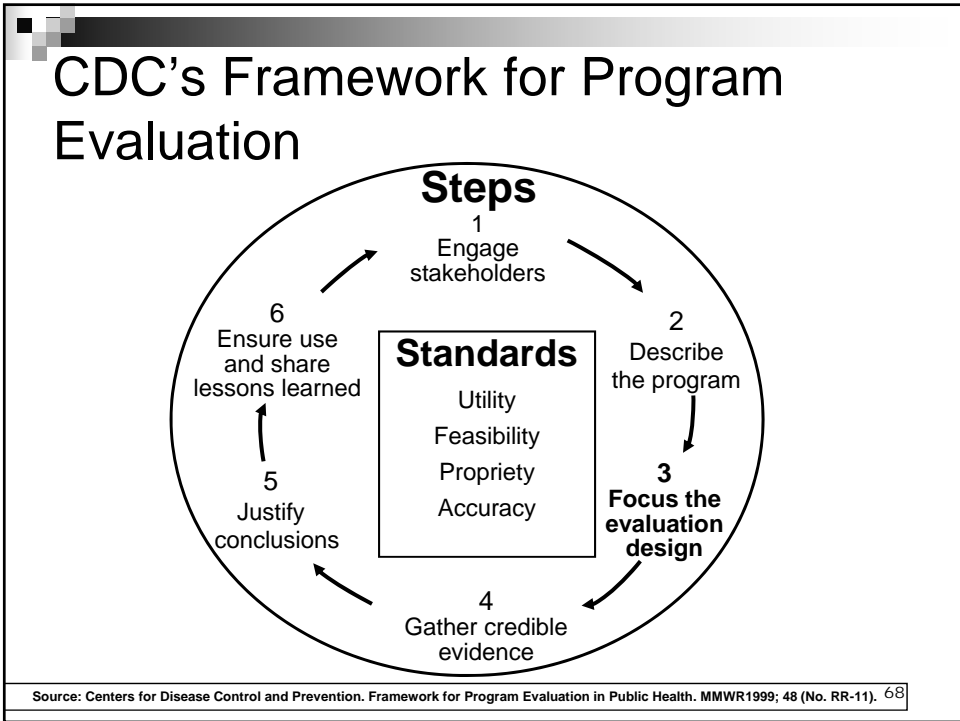 CDC's Framework for Program
Evaluation
Steps
1
Engage
stakeholders
2
Describe
the program
3
Focus the
evaluation
design
4
Gather credible
evidence
5
Justify
conclusions
6
Ensure use
and share
lessons learned
Standards
Utility
Feasibility
Propriety
Accuracy
Source: Centers for Disease Control and Prevention. Framework for Program Evaluation in Public Health. MMWR1999; 48 (No. RR-11). 68